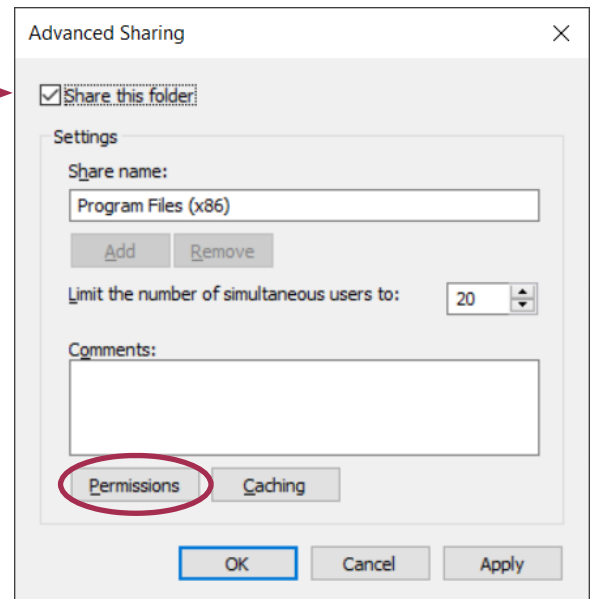 Advanced Sharing
Share this folder
Settings
Share name:
Program Files (x86)
Add Remove
Limit the number of simultaneous users to: 20
Comments:
Permissions Caching
OK Cancel Apply